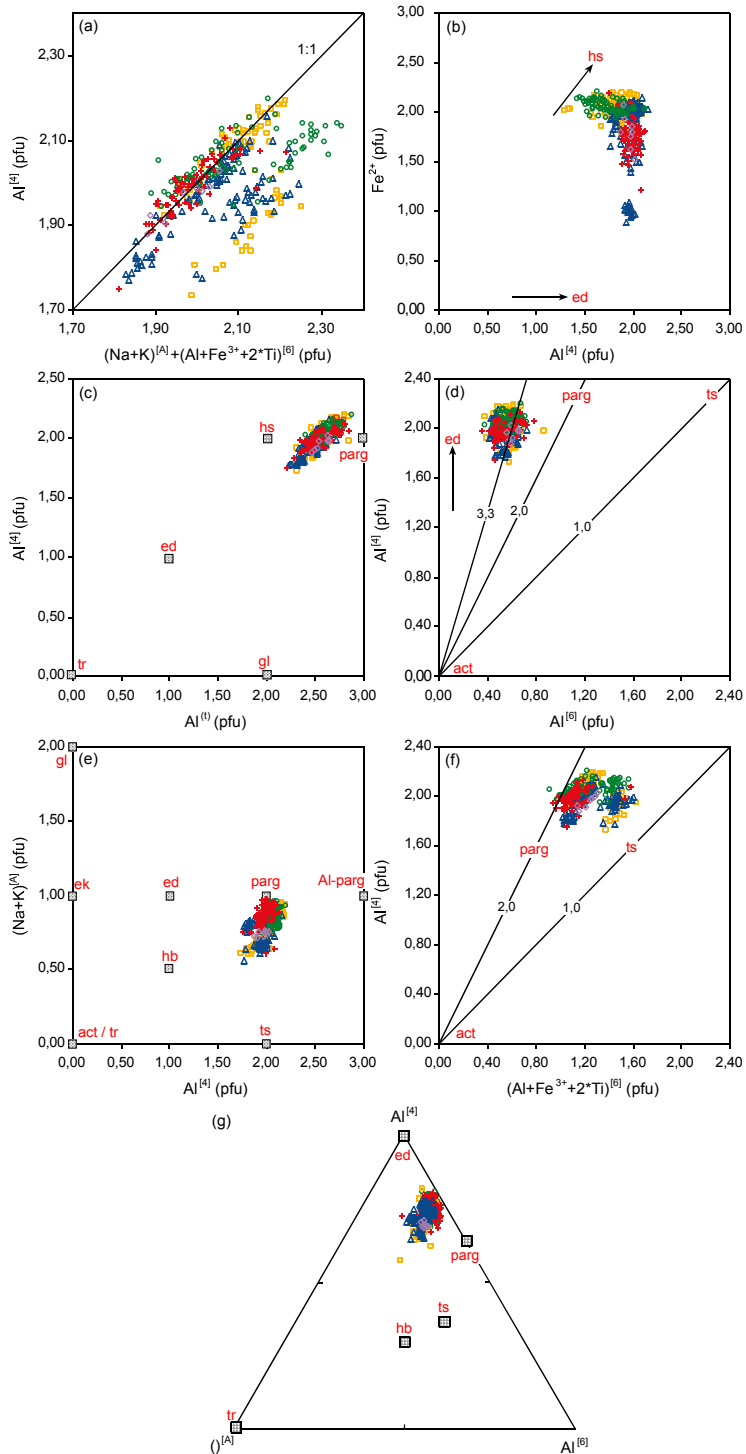 (a)
1:1
2,30
2,10
1,90
1,70
Al[4] (pfu)
1,70
1,90
2,10
2,30
(Na+K)[A]+(Al+Fe3++2*Ti)[6] (pfu)
(b)
hs
ed
3,00
2,50
2,00
1,50
1,00
0,50
0,00
Fe2+ (pfu)
0,00 0,50 1,00 1,50 2,00 2,50 3,00
Al[4] (pfu)
(c)
hs
parg
ed
tr
gl
2,50
2,00
1,50
1,00
0,50
0,00
Al[4] (pfu)
0,00 0,50 1,00 1,50 2,00 2,50 3,00
Al(t) (pfu)
(d)
parg
ts
ed
3,3
2,0
1,0
act
2,40
2,00
1,60
1,20
0,80
0,40
0,00
Al[4] (pfu)
0,00 0,40 0,80 1,20 1,60 2,00 2,40
Al[6] (pfu)
(e)
gl
ek
ed
parg
Al-parg
hb
act / tr
ts
2,00
1,50
1,00
0,50
0,00
(Na+K)[A] (pfu)
0,00 0,50 1,00 1,50 2,00 2,50 3,00
Al[4] (pfu)
(f)
parg
ts
2,0
1,0
act
2,40
2,00
1,60
1,20
0,80
0,40
0,00
Al[4] (pfu)
0,00 0,40 0,80 1,20 1,60 2,00 2,40
(Al+Fe3++2*Ti)[6] (pfu)
(g)
Al[4]
ed
parg
ts
hb
tr
()[A]
Al[6]